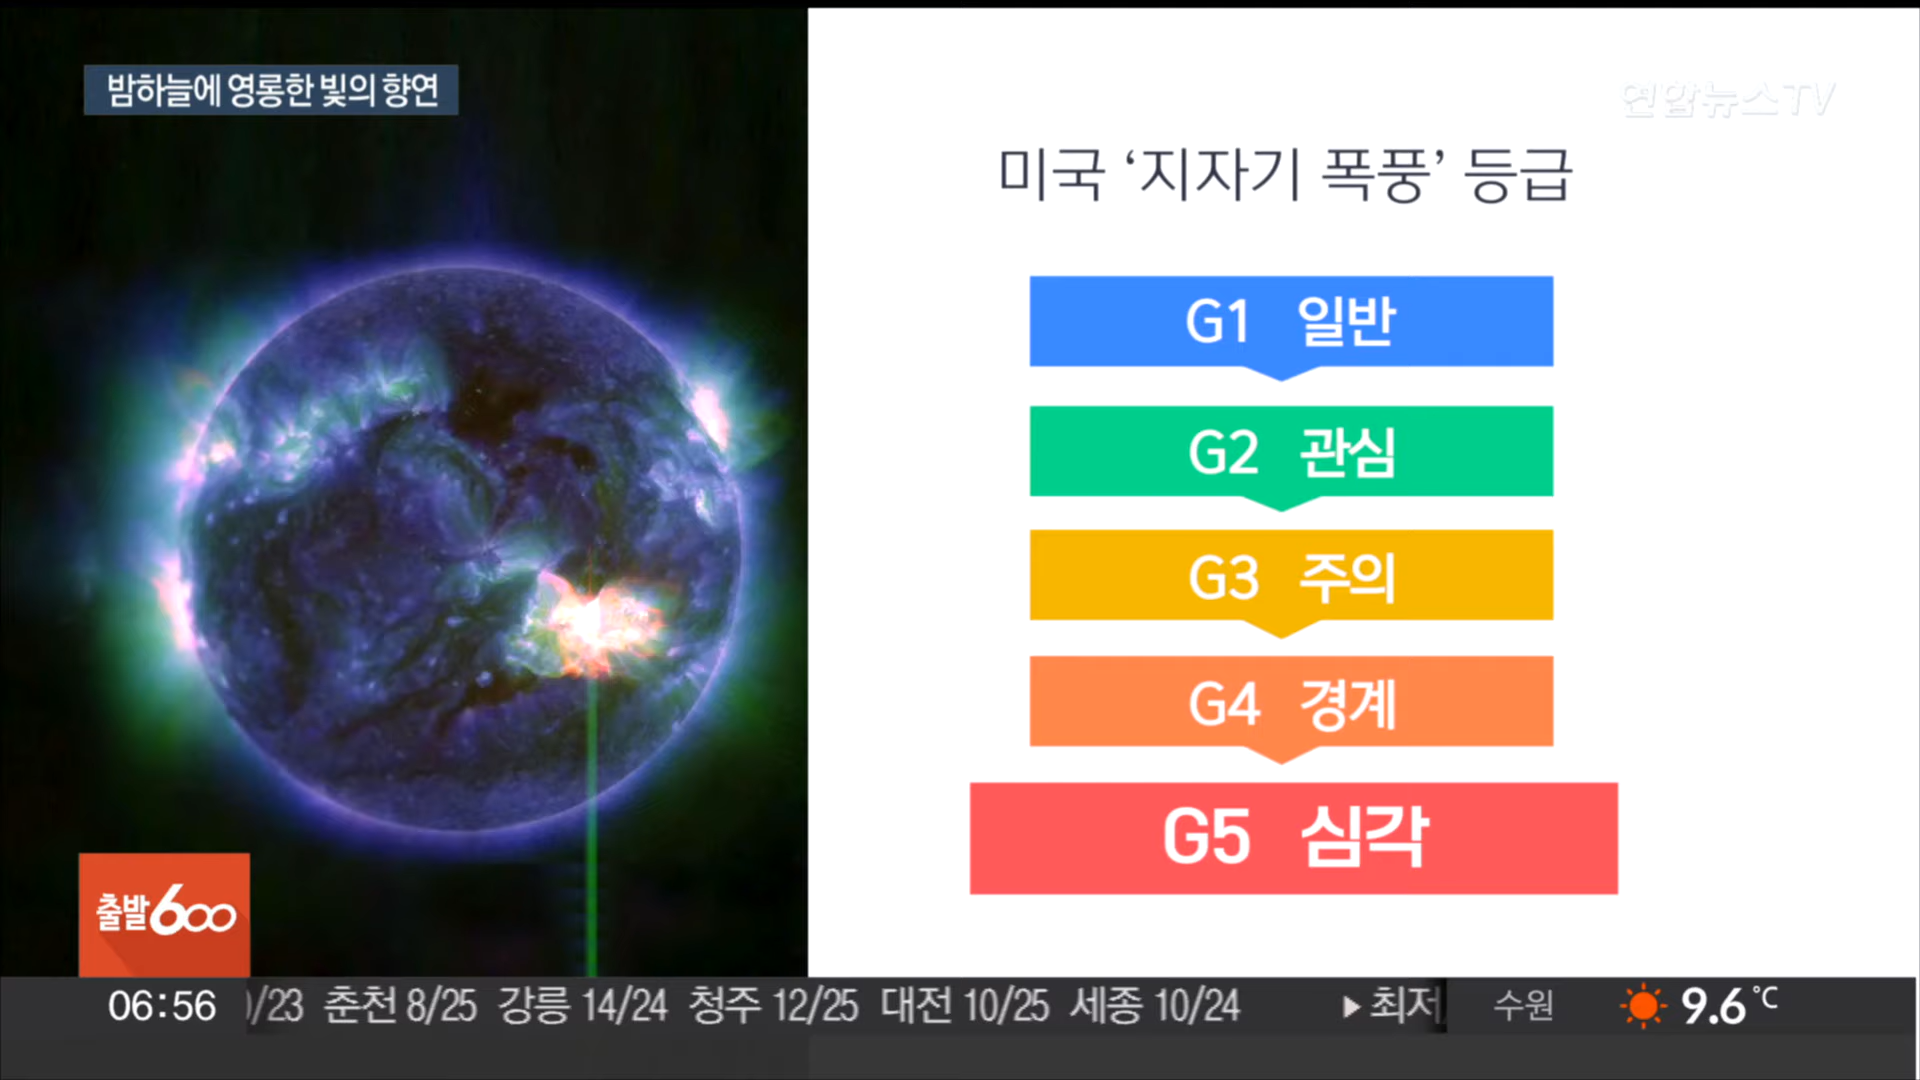 밤하늘에 영롱한 빛의 향연
연합뉴스TV
미국 ‘지자기 폭풍’ 등급
G1 일반
G2 관심
G3 주의
G4 경계
G5 심각
출발600
06:56 /23 춘천 8/25 강릉 14/24 청주 12/25 대전 10/25 세종 10/24 ▶최저 수원 9.6℃